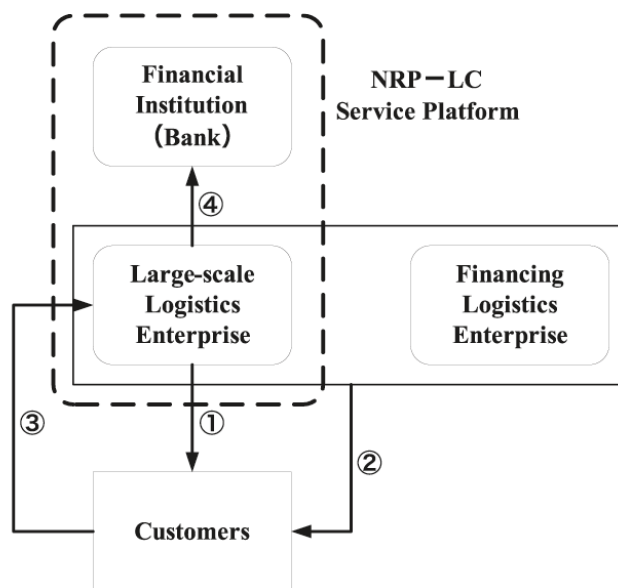 Financial
Institution
(Bank)
NRP－LC
Service Platform
④
Large-scale
Logistics
Enterprise
Financing
Logistics
Enterprise
③
①
②
Customers